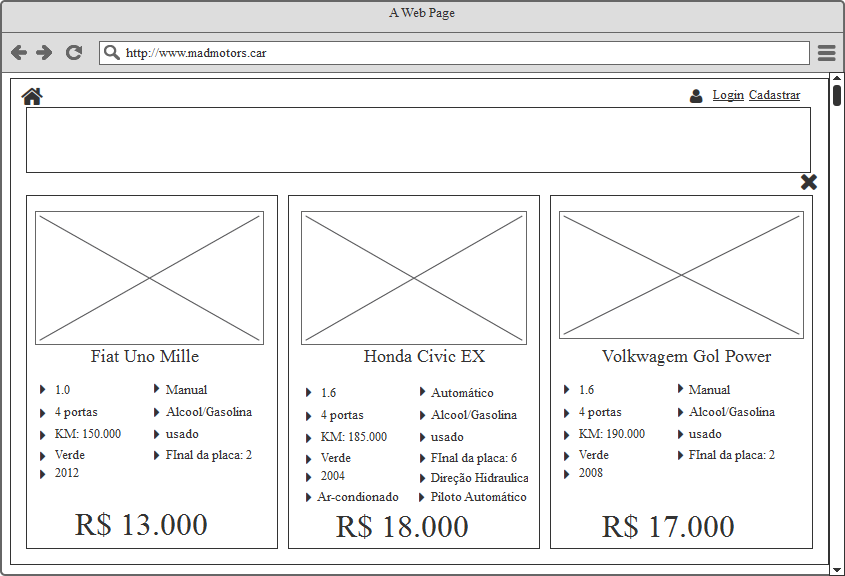 A Web Page
http://www.madmotors.car
Login Cadastrar
Fiat Uno Mille
1.0 Manual
4 portas Alcool/Gasolina
KM: 150.000 usado
Verde FInal da placa: 2
2012
R$ 13.000
Honda Civic EX
1.6 Automático
4 portas Alcool/Gasolina
KM: 185.000 usado
Verde FInal da placa: 6
2004 Direção Hidraulica
Ar-condionado Piloto Automático
R$ 18.000
Volkwagem Gol Power
1.6 Manual
4 portas Alcool/Gasolina
KM: 190.000 usado
Verde FInal da placa: 2
2008
R$ 17.000